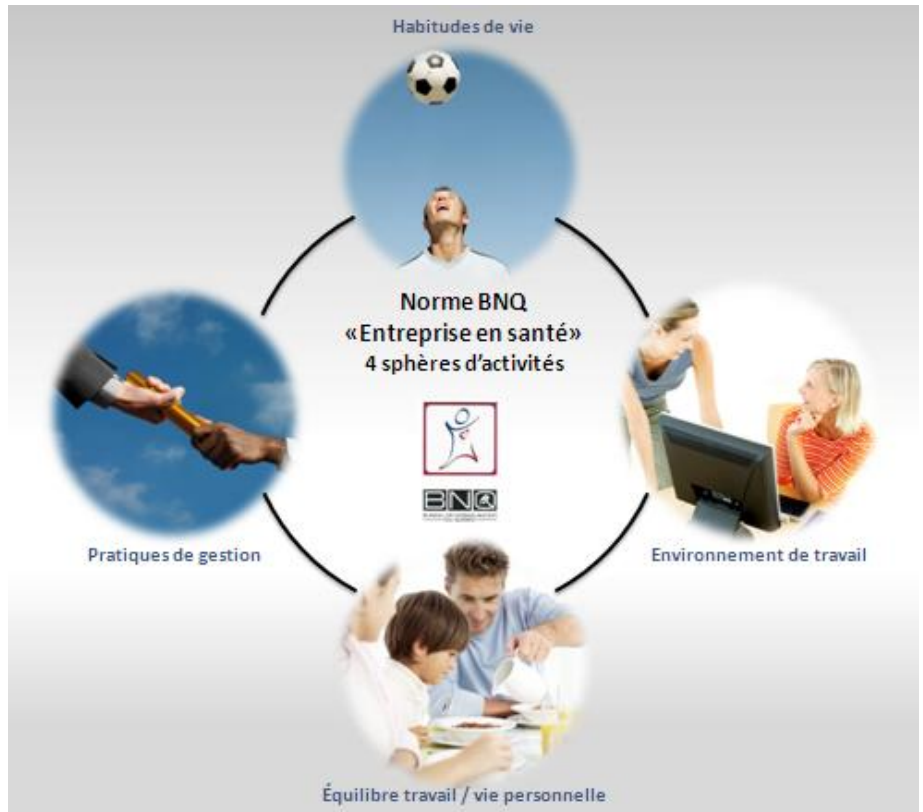 Habitudes de vie
Norme BNQ
«Entreprise en santé»
4 sphères d'activités
BNQ
Pratiques de gestion
Environnement de travail
Équilibre travail / vie personnelle